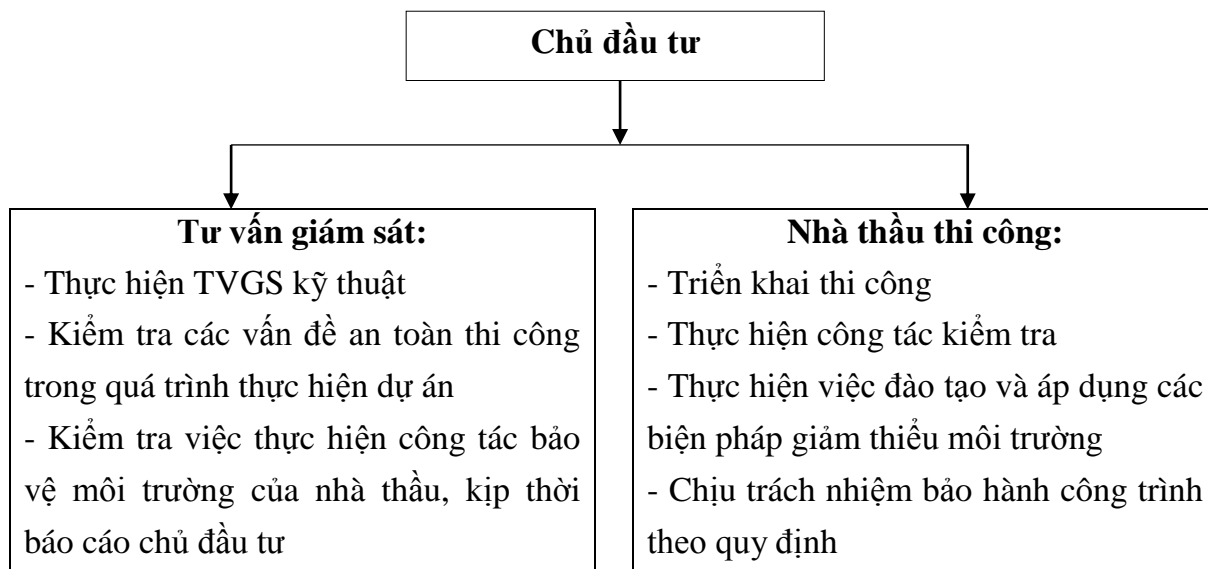 Chủ đầu tư
Tư vấn giám sát:
- Thực hiện TVGS kỹ thuật
- Kiểm tra các vấn đề an toàn thi công
trong quá trình thực hiện dự án
- Kiểm tra việc thực hiện công tác bảo
vệ môi trường của nhà thầu, kịp thời
báo cáo chủ đầu tư
Nhà thầu thi công:
- Triển khai thi công
- Thực hiện công tác kiểm tra
- Thực hiện việc đào tạo và áp dụng các
biện pháp giảm thiểu môi trường
- Chịu trách nhiệm bảo hành công trình
theo quy định